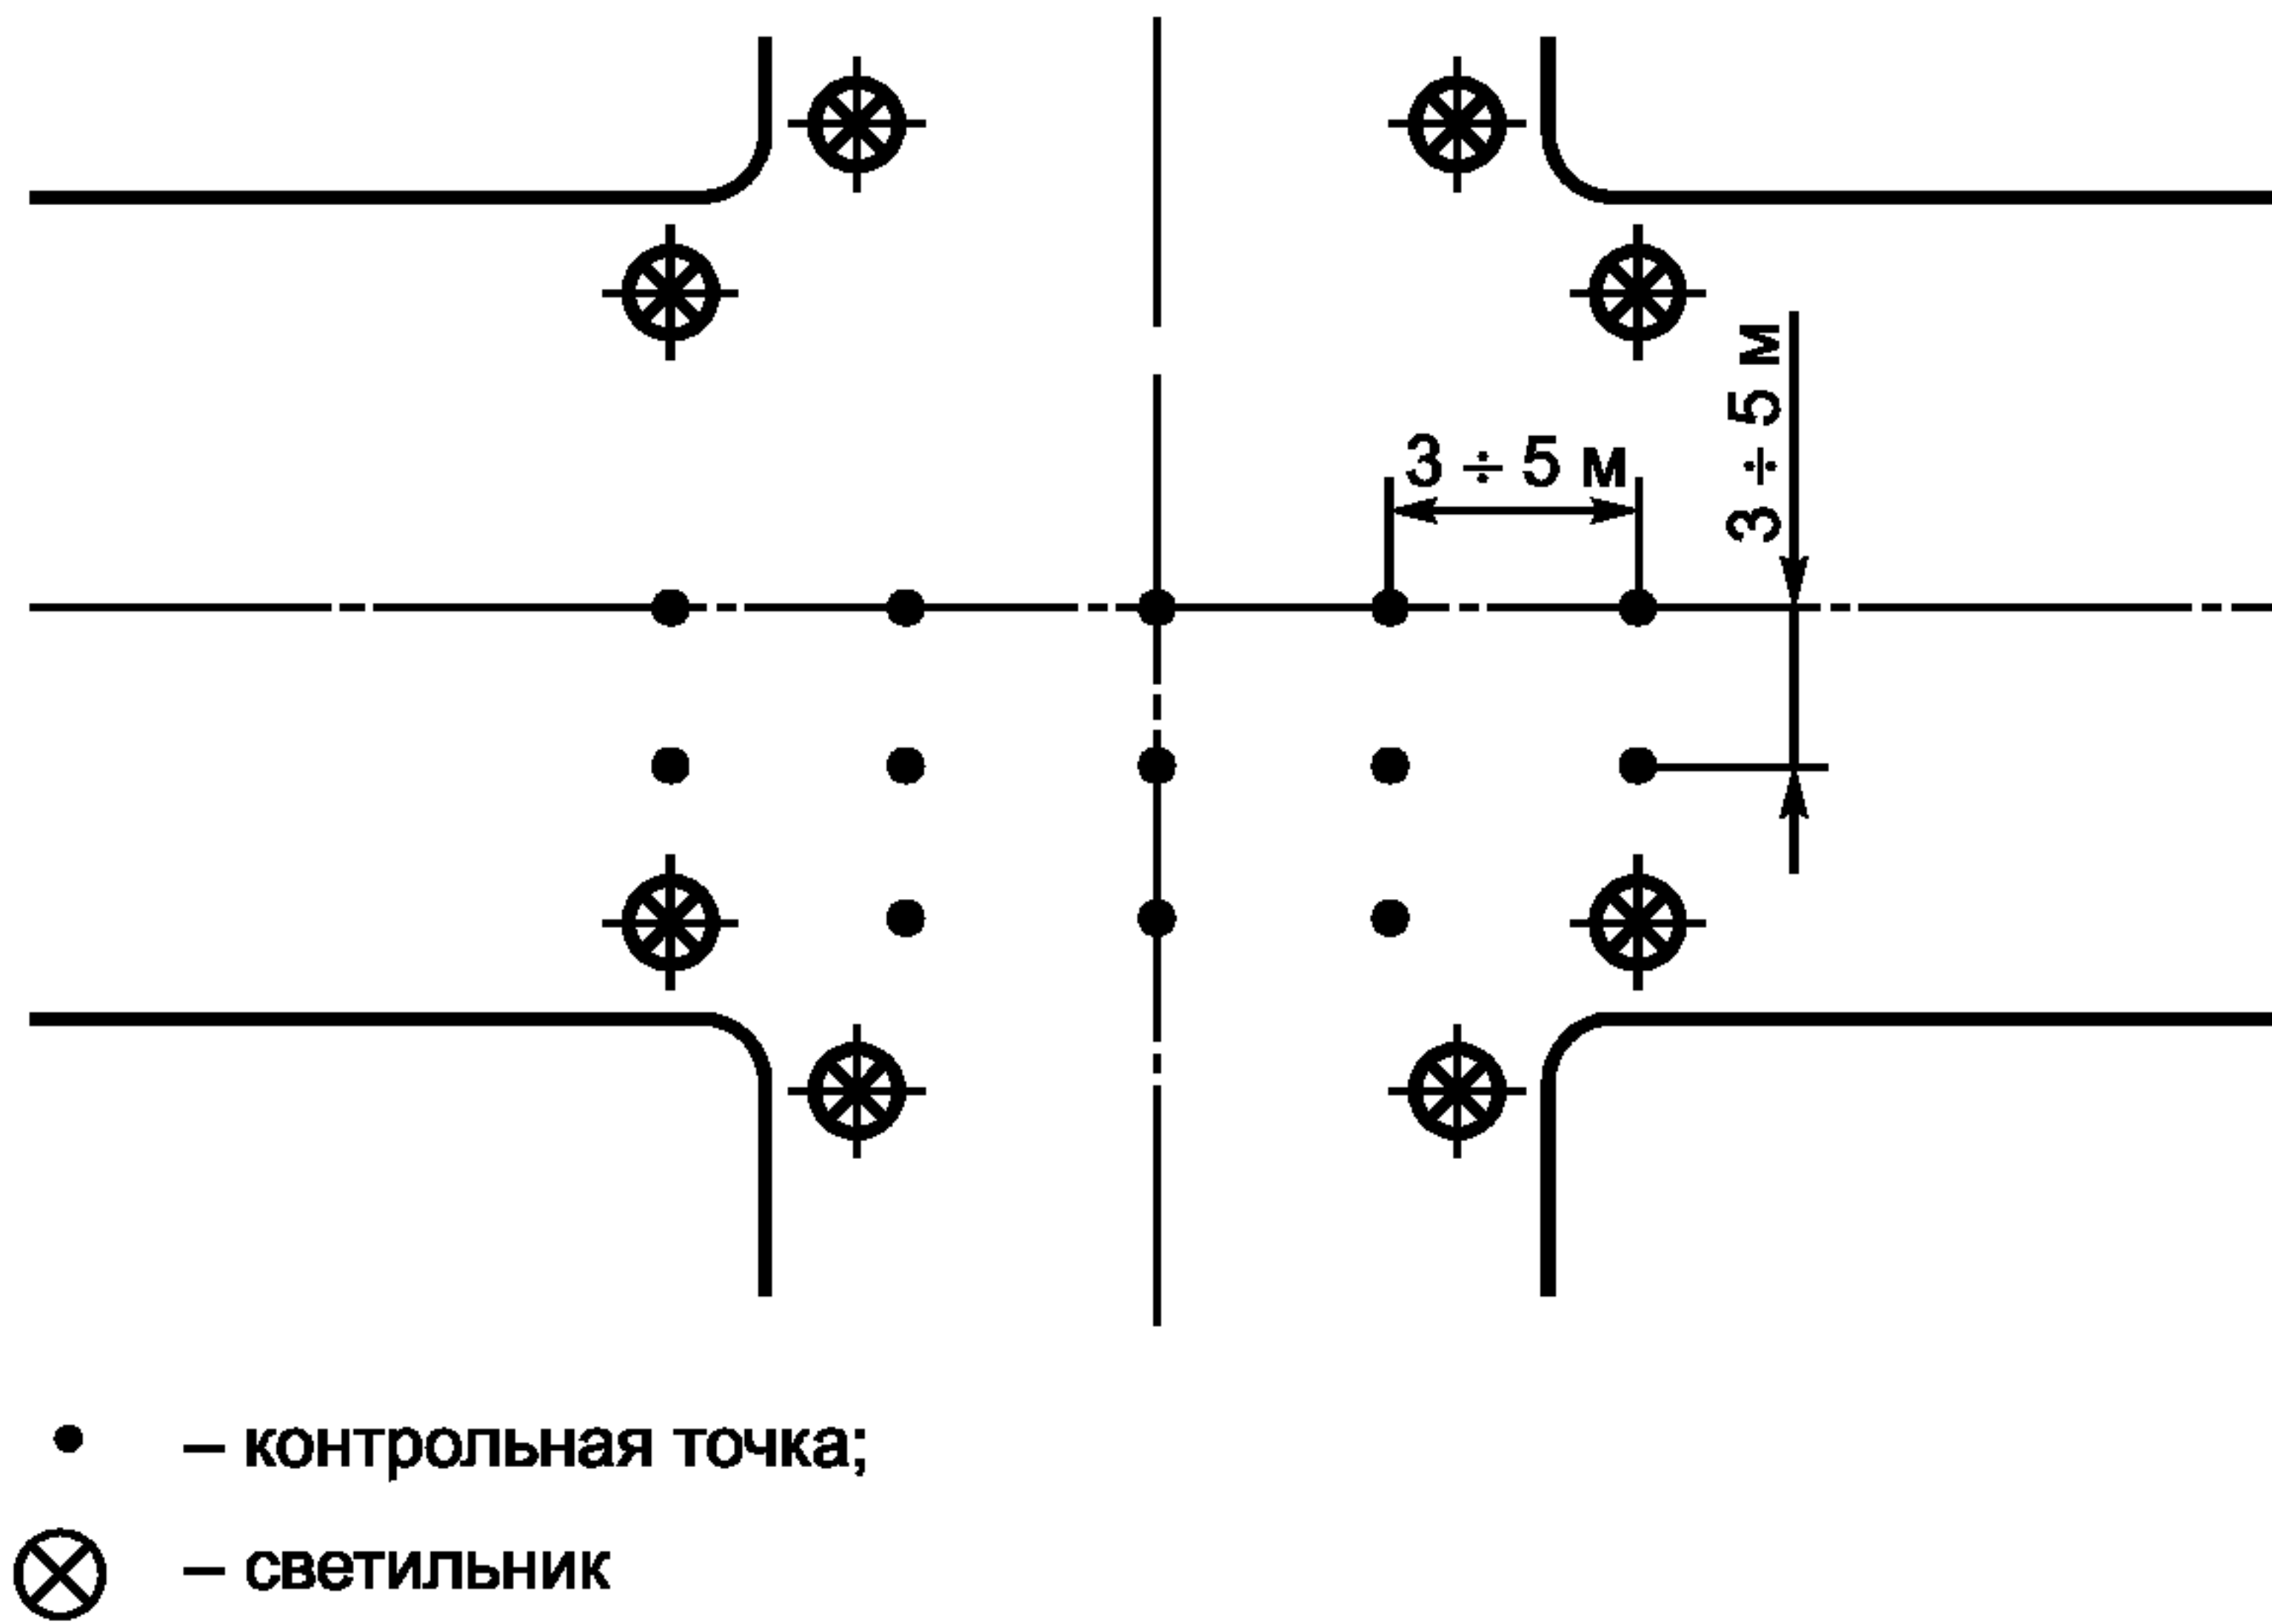 3 ÷ 5 м
3 ÷ 5 м
– контрольная точка;
– светильник